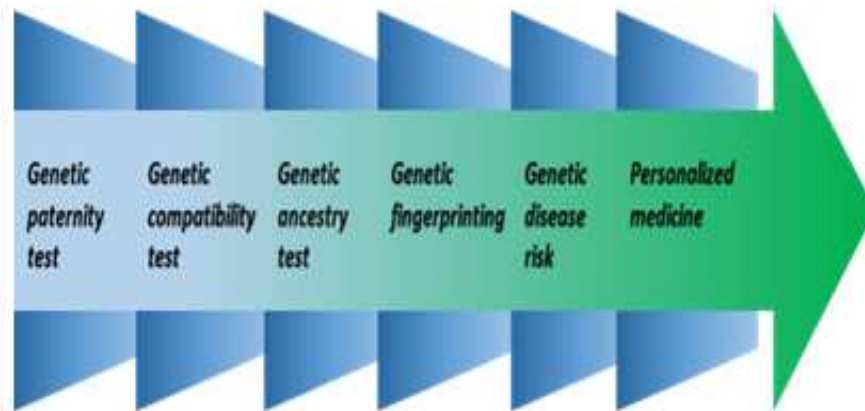 Genetic
paternity
test
Genetic
compatibility
test
Genetic
ancestry
test
Genetic
fingerprinting
Genetic
disease
risk
Personalized
medicine